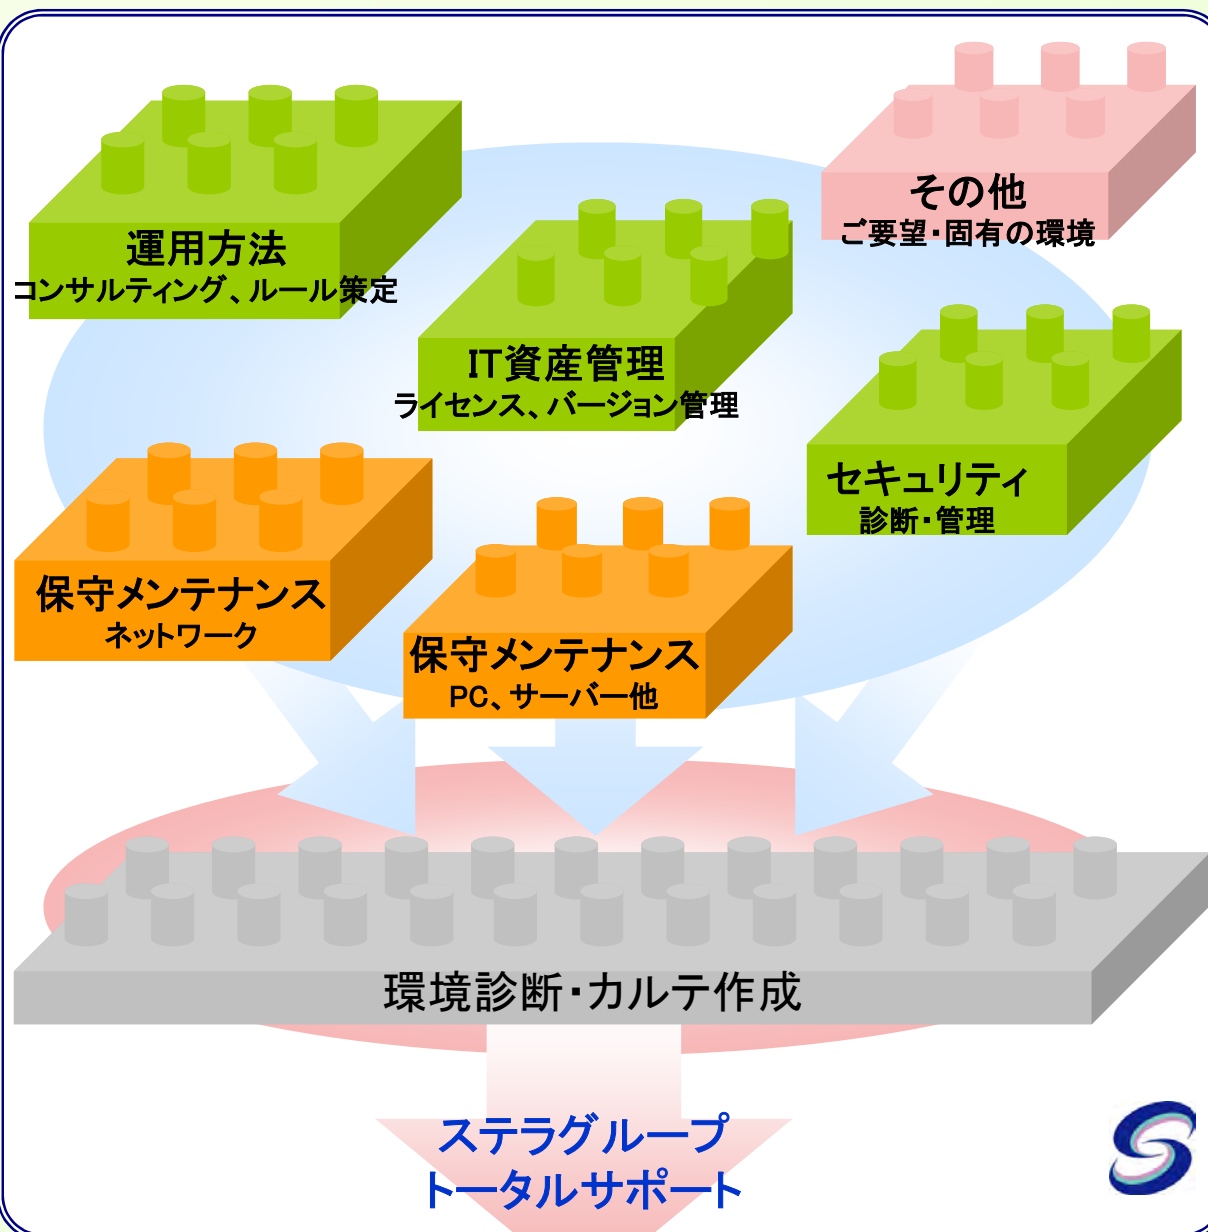 その他
ご要望・固有の環境
運用方法
コンサルティング、ルール策定
IT資産管理
ライセンス、バージョン管理
セキュリティ
診断・管理
保守メンテナンス
ネットワーク
保守メンテナンス
PC、サーバー他
環境診断・カルテ作成
ステラグループ
トータルサポート